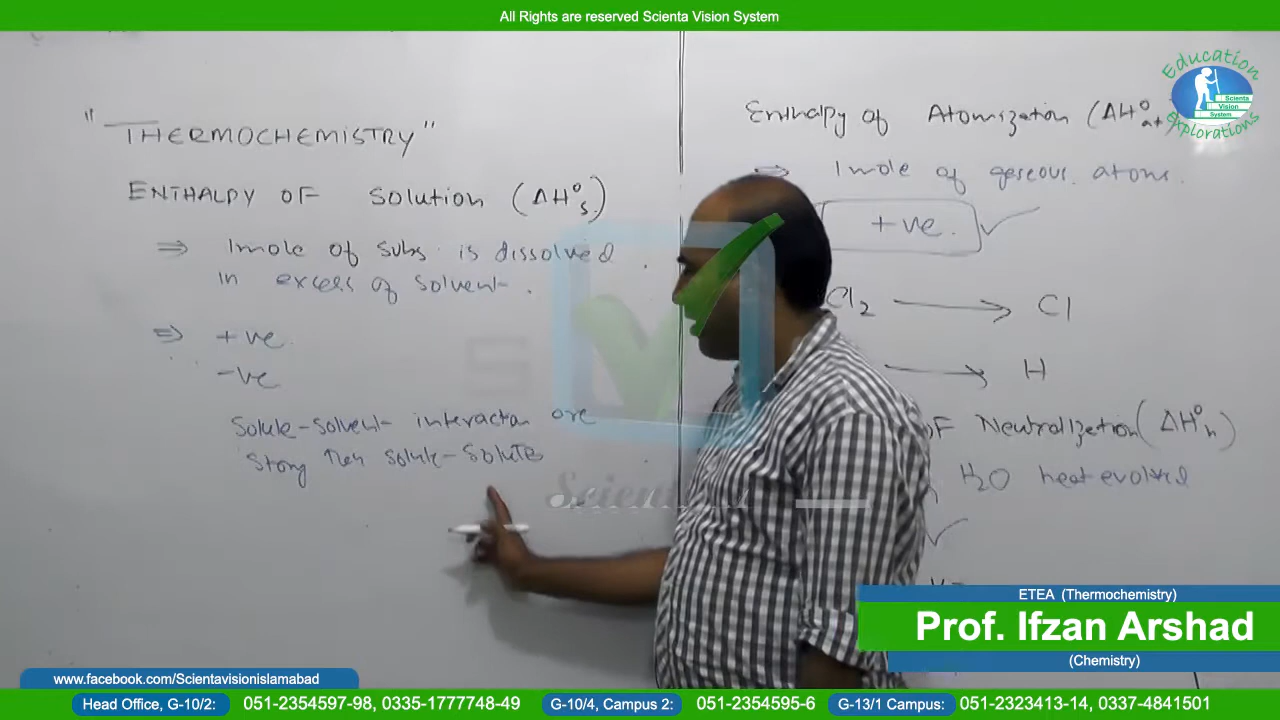 All Rights are reserved Scienta Vision System
Education
Scienta
Vision
System
Explorations
"THERMOCHEMISTRY"
ENTHALPY OF SOLUTION (ΔH°s)
⇒ 1mole of subs. is dissolved
in excess of solvent.
⇒ +ve
-ve
Solute-solvent interaction are
Stong then solute-solute
Enthalpy of Atomization (ΔH°at)
⇒ 1mole of gaseous atoms.
+ve.
Cl2 → Cl
→ H
OF Neutralization (ΔH°n)
H2O heat evolved
ETEA (Thermochemistry)
Prof. Ifzan Arshad
(Chemistry)
www.facebook.com/Scientavisionislamabad
Head Office, G-10/2: 051-2354597-98, 0335-1777748-49 G-10/4, Campus 2: 051-2354595-6 G-13/1 Campus: 051-2323413-14, 0337-4841501